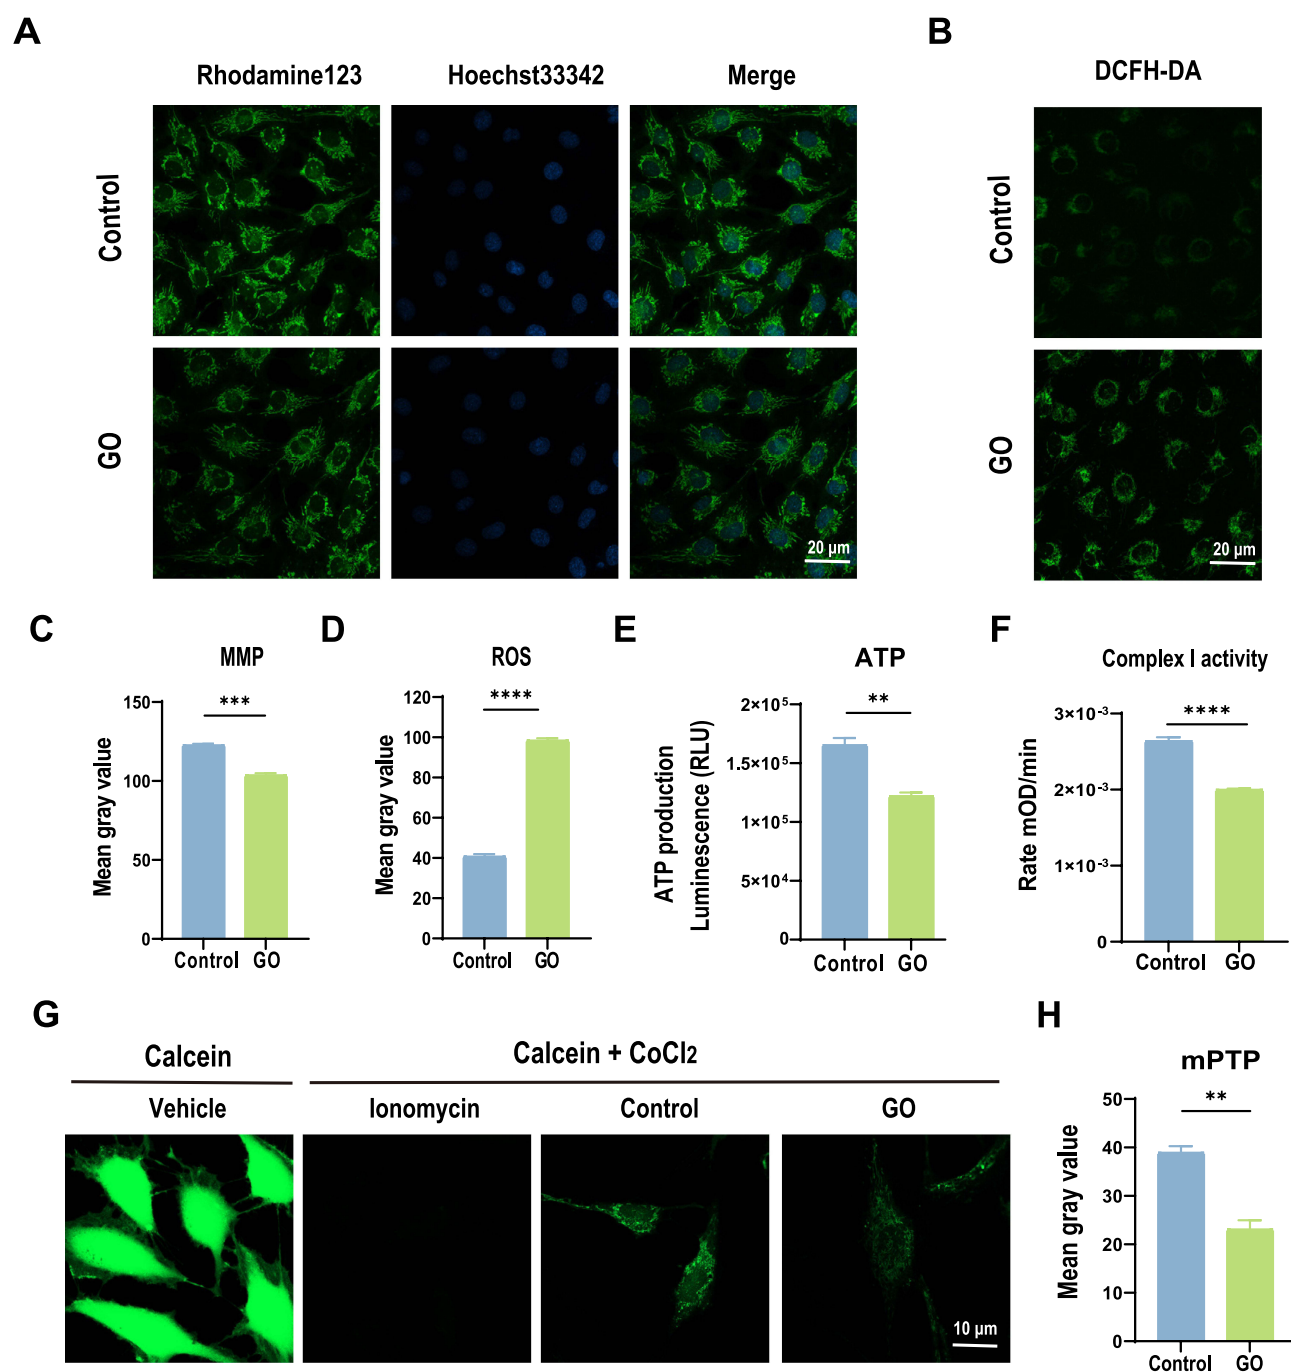 A
B
Rhodamine123
Hoechst33342
Merge
DCFH-DA
Control
Control
GO
GO
20 µm
20 µm
C
D
E
F
MMP
ROS
ATP
Complex I activity
Mean gray value
150
100
50
0
***
Control
GO
Mean gray value
120
100
80
60
40
20
0
****
Control
GO
ATP production
Luminescence (RLU)
2×10⁵
1.5×10⁵
1×10⁵
5×10⁴
0
**
Control
GO
Rate mOD/min
3×10⁻³
2×10⁻³
1×10⁻³
0
****
Control
GO
G
H
Calcein
Calcein + CoCl₂
Vehicle
Ionomycin
Control
GO
10 µm
mPTP
Mean gray value
50
40
30
20
10
0
**
Control
GO